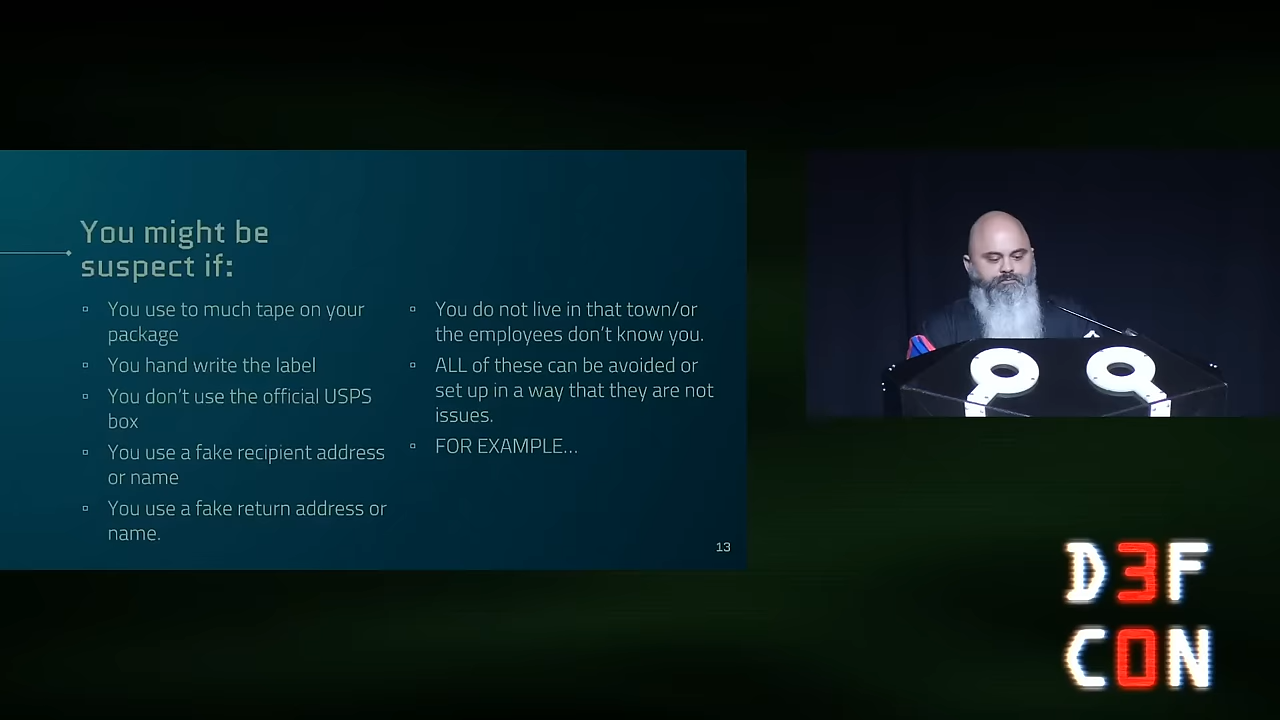 You might be
suspect if:
You use to much tape on your
package
You hand write the label
You don't use the official USPS
box
You use a fake recipient address
or name
You use a fake return address or
name.
You do not live in that town/or
the employees don't know you.
ALL of these can be avoided or
set up in a way that they are not
issues.
FOR EXAMPLE...
13
D3F
C0N